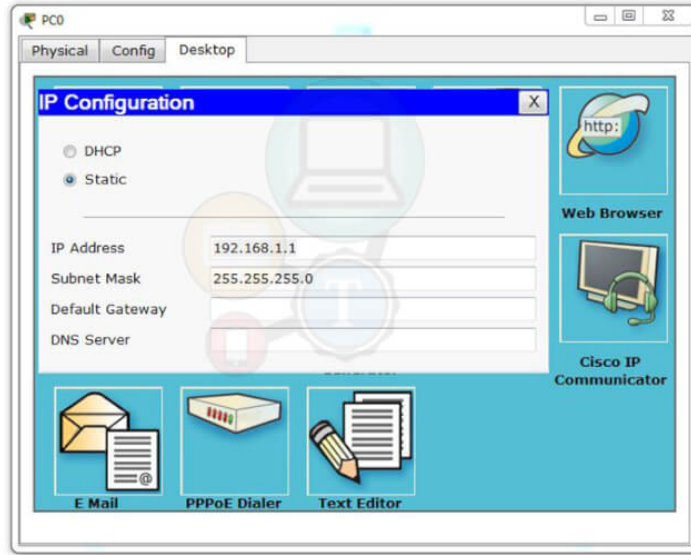 PC0
Physical Config Desktop
IP Configuration X
http:
DHCP
Static
Web Browser
IP Address 192.168.1.1
Subnet Mask 255.255.255.0
Default Gateway
DNS Server
Cisco IP
Communicator
@
E Mail PPPoE Dialer Text Editor